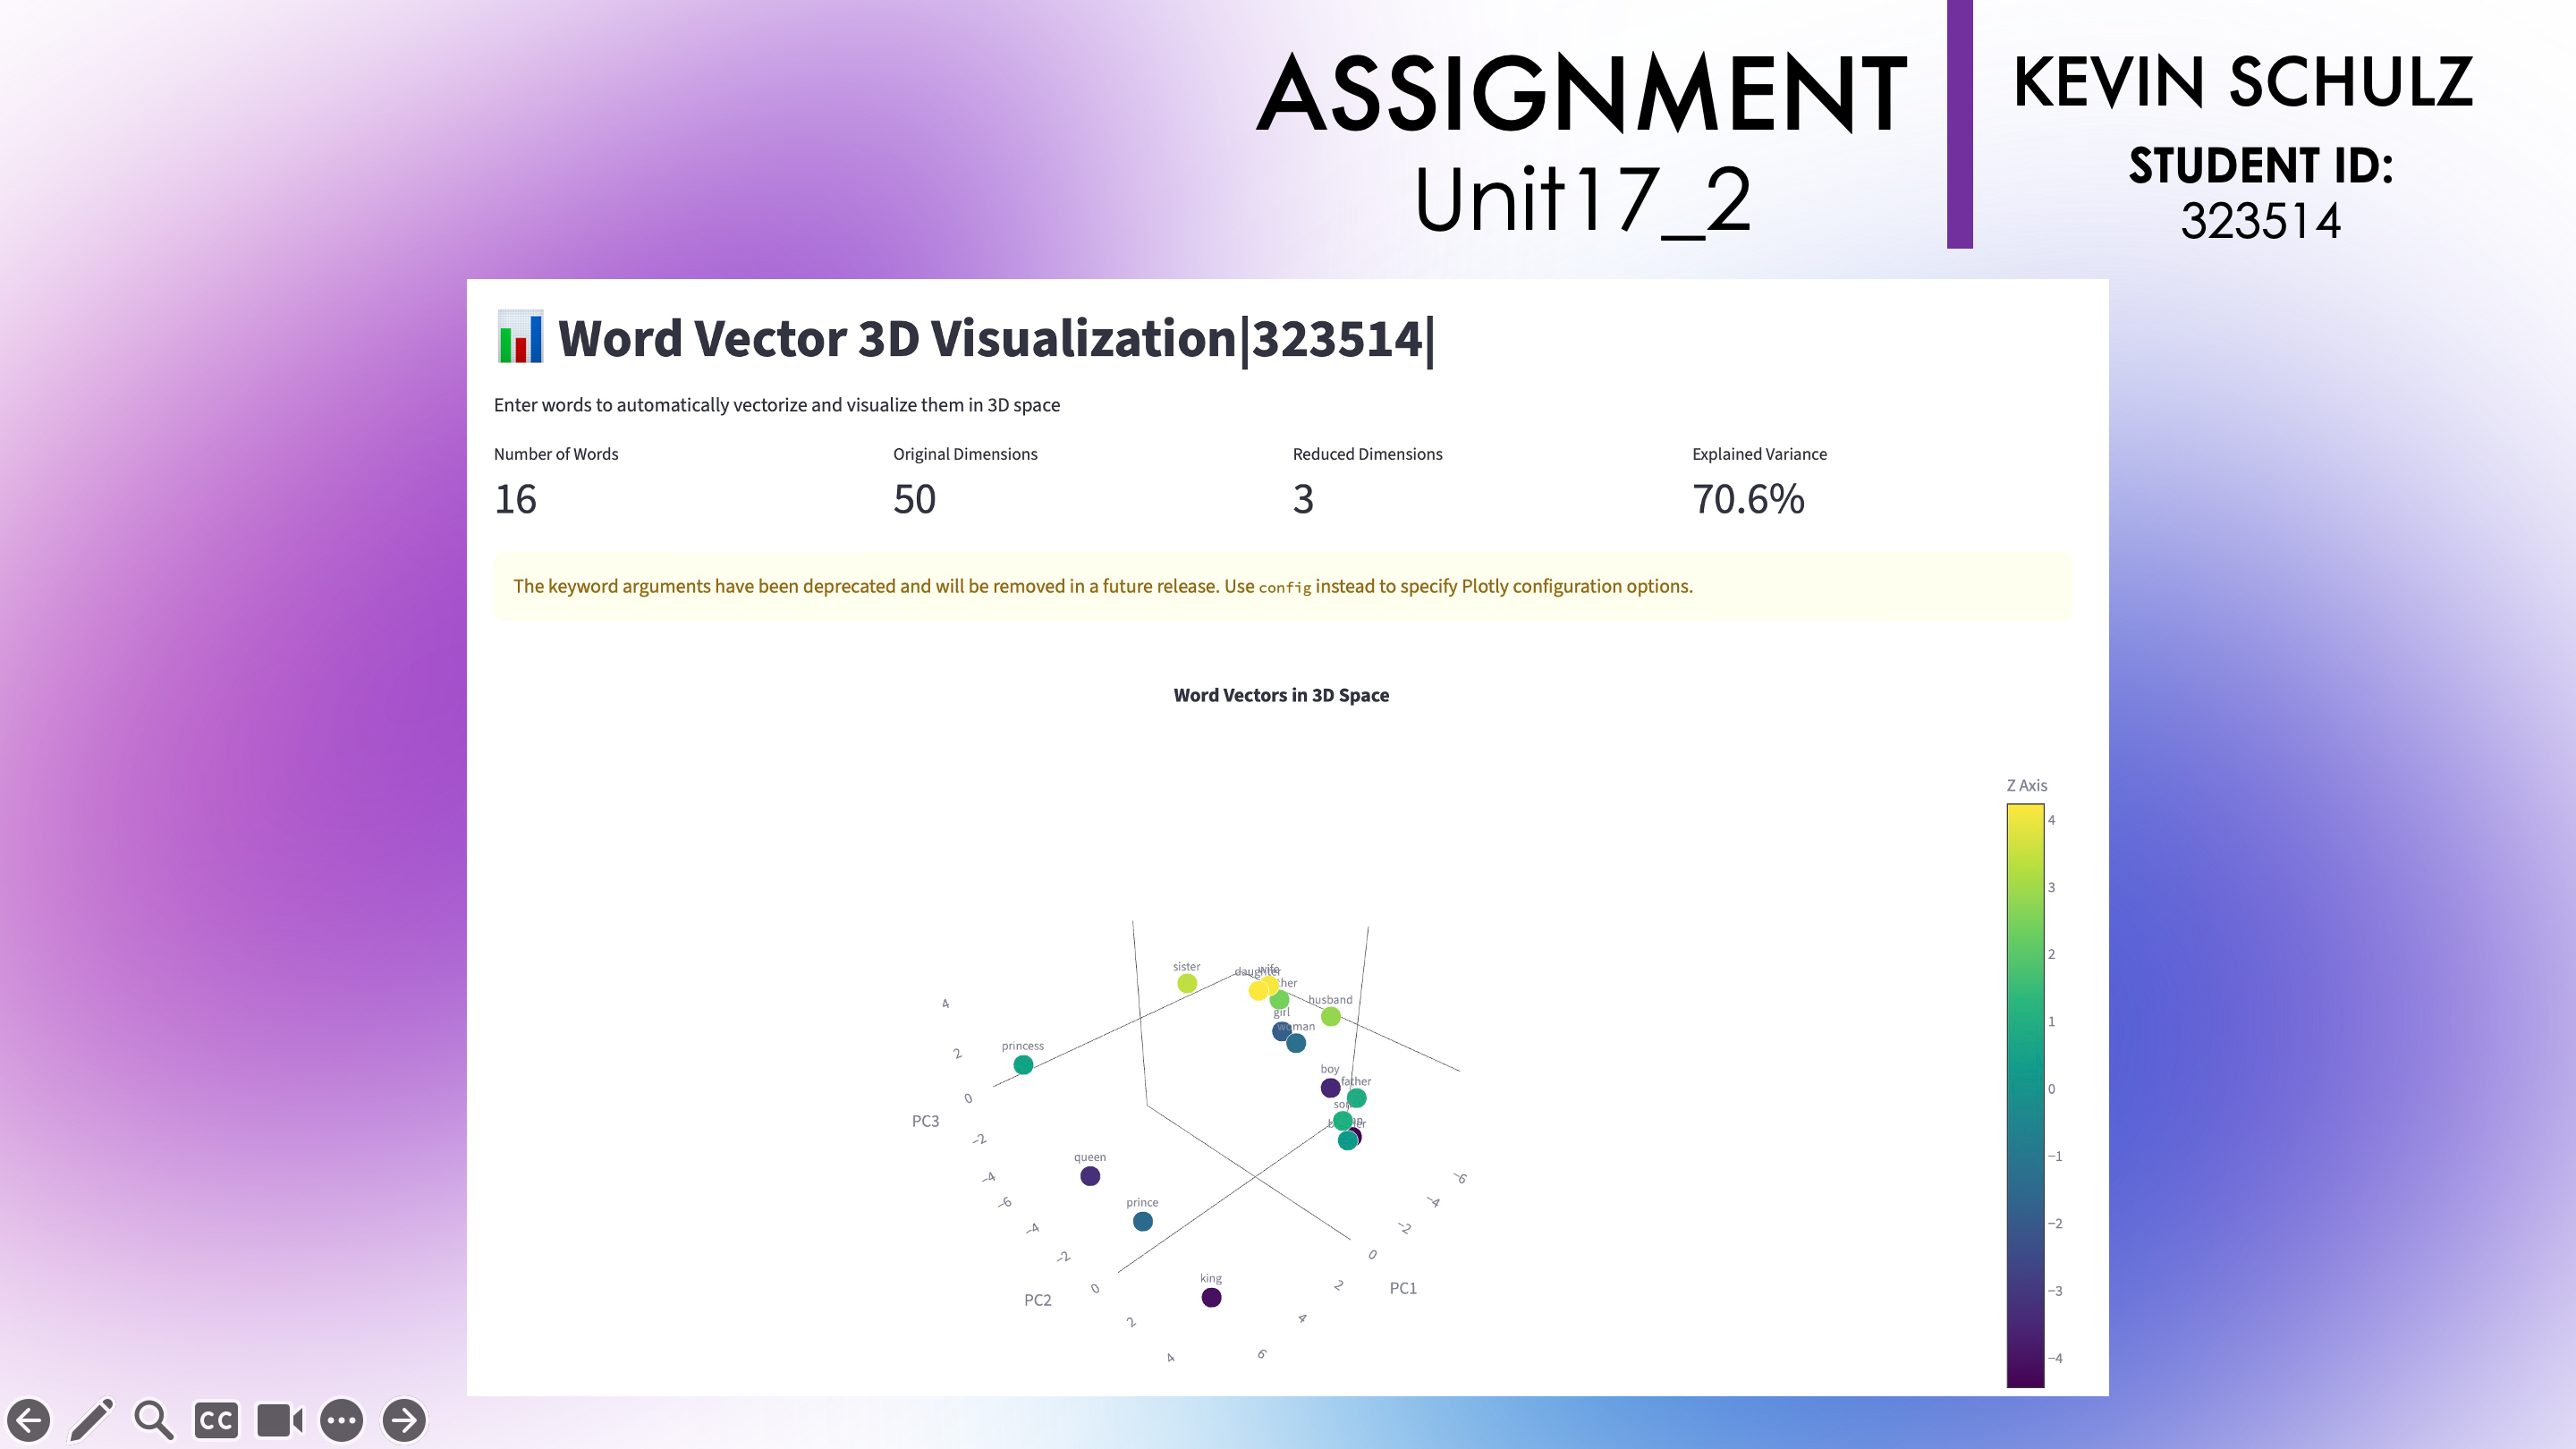 ASSIGNMENT
Unit17_2
KEVIN SCHULZ
STUDENT ID:
323514
Word Vector 3D Visualization|323514|
Enter words to automatically vectorize and visualize them in 3D space
Number of Words
16
Original Dimensions
50
Reduced Dimensions
3
Explained Variance
70.6%
The keyword arguments have been deprecated and will be removed in a future release. Use config instead to specify Plotly configuration options.
Word Vectors in 3D Space
Z Axis
4
3
2
1
0
−1
−2
−3
−4
sister
daughter
wife
husband
girl
woman
princess
boy
father
queen
prince
king
PC3
4
2
0
−2
−4
PC2
−6
−4
−2
0
2
4
PC1
−6
−4
−2
0
2
4
6
CC